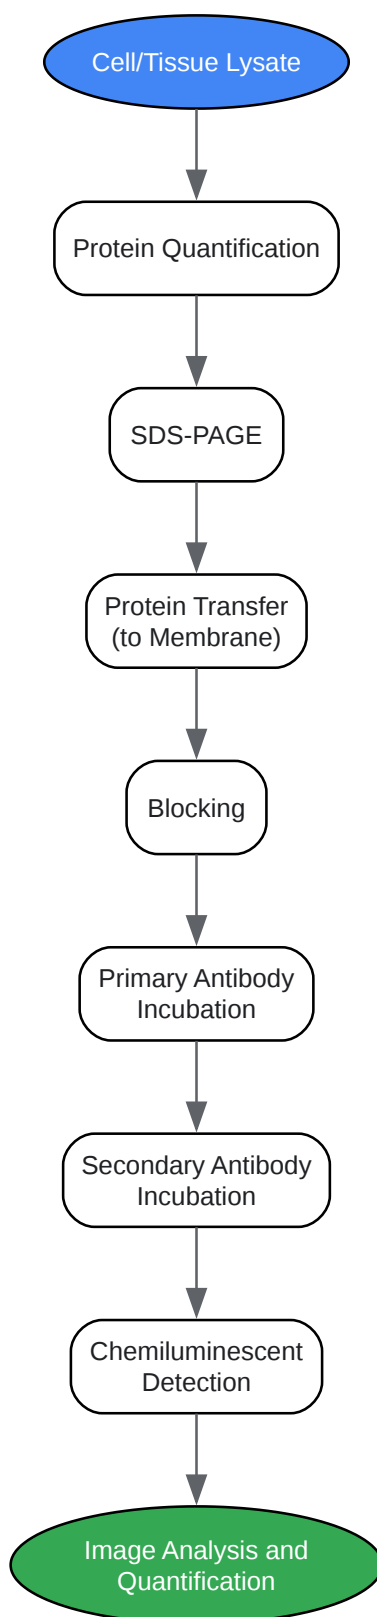 Cell/Tissue Lysate
Protein Quantification
SDS-PAGE
Protein Transfer
(to Membrane)
Blocking
Primary Antibody
Incubation
Secondary Antibody
Incubation
Chemiluminescent
Detection
Image Analysis and
Quantification